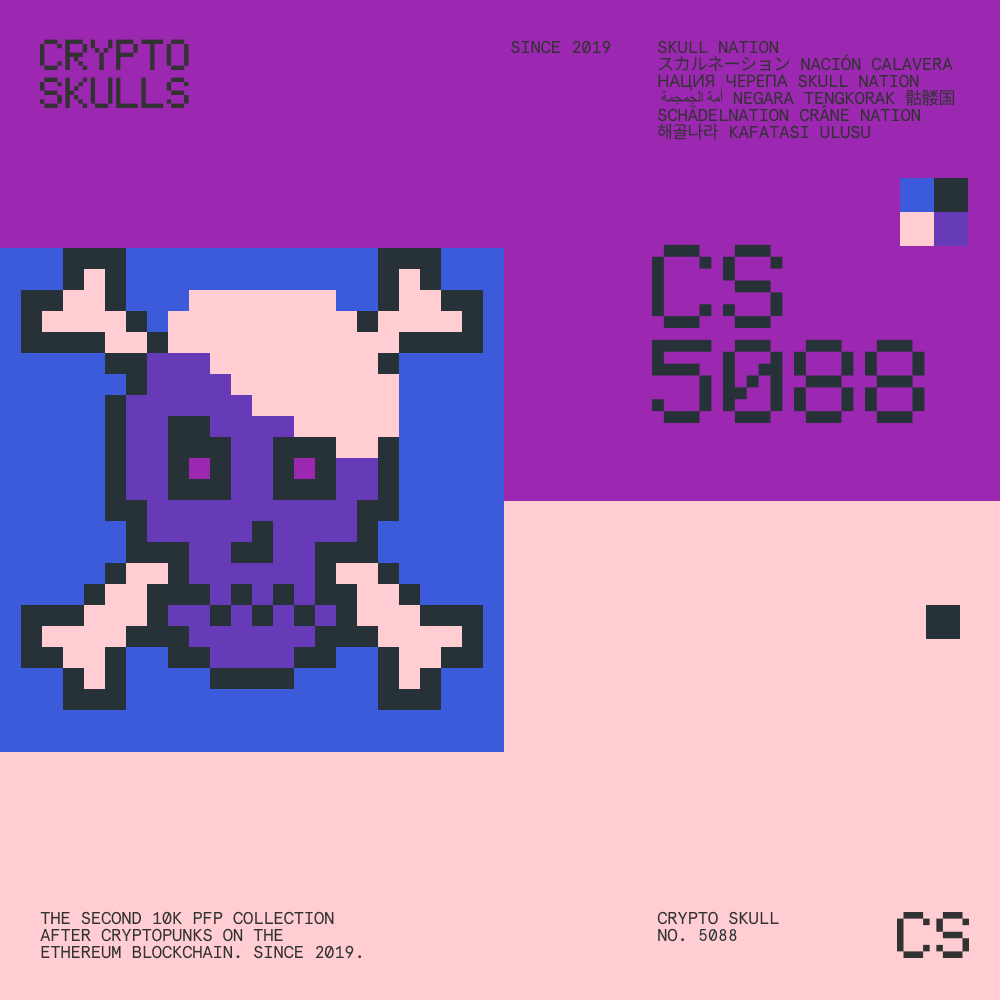 CRYPTO
SKULLS
SINCE 2019
SKULL NATION
スカルネーション NACIÓN CALAVERA
НАЦИЯ ЧЕРЕПА SKULL NATION
أمة الجمجمة NEGARA TENGKORAK 骷髅国
SCHÄDELNATION CRÂNE NATION
해골나라 KAFATASI ULUSU
CS
5088
THE SECOND 10K PFP COLLECTION
AFTER CRYPTOPUNKS ON THE
ETHEREUM BLOCKCHAIN. SINCE 2019.
CRYPTO SKULL
NO. 5088
CS